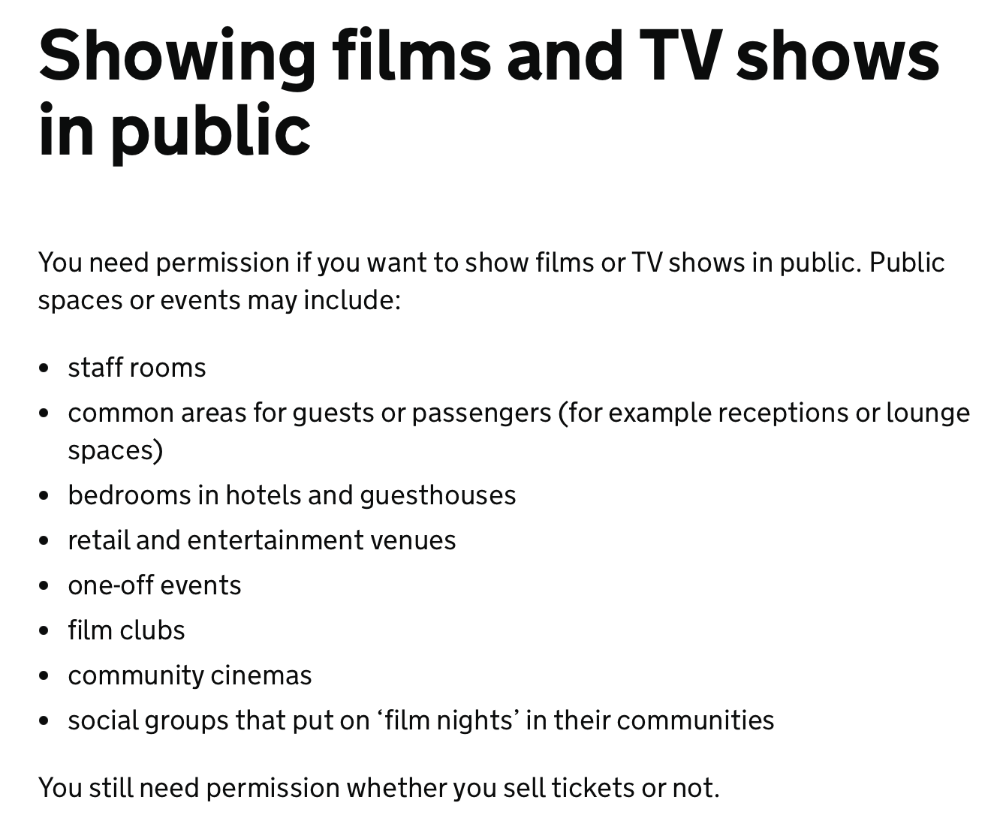 Showing films and TV shows
in public
You need permission if you want to show films or TV shows in public. Public
spaces or events may include:
• staff rooms
• common areas for guests or passengers (for example receptions or lounge
spaces)
• bedrooms in hotels and guesthouses
• retail and entertainment venues
• one-off events
• film clubs
• community cinemas
• social groups that put on ‘film nights’ in their communities
You still need permission whether you sell tickets or not.